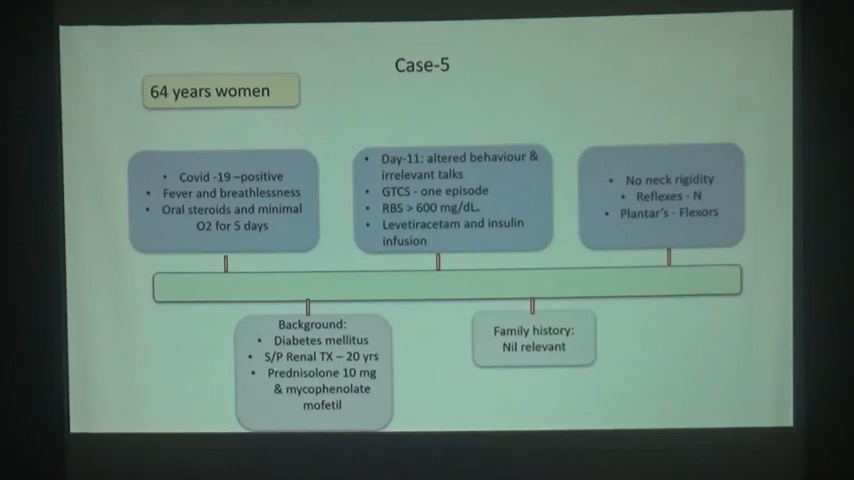 Case-5
64 years women
• Covid -19 –positive
• Fever and breathlessness
• Oral steroids and minimal
O2 for 5 days
• Day-11: altered behaviour &
irrelevant talks
• GTCS - one episode
• RBS > 600 mg/dL.
• Levetiracetam and insulin
infusion
• No neck rigidity
• Reflexes - N
• Plantar's - Flexors
Background:
• Diabetes mellitus
• S/P Renal TX – 20 yrs
• Prednisolone 10 mg
& mycophenolate
mofetil
Family history:
Nil relevant